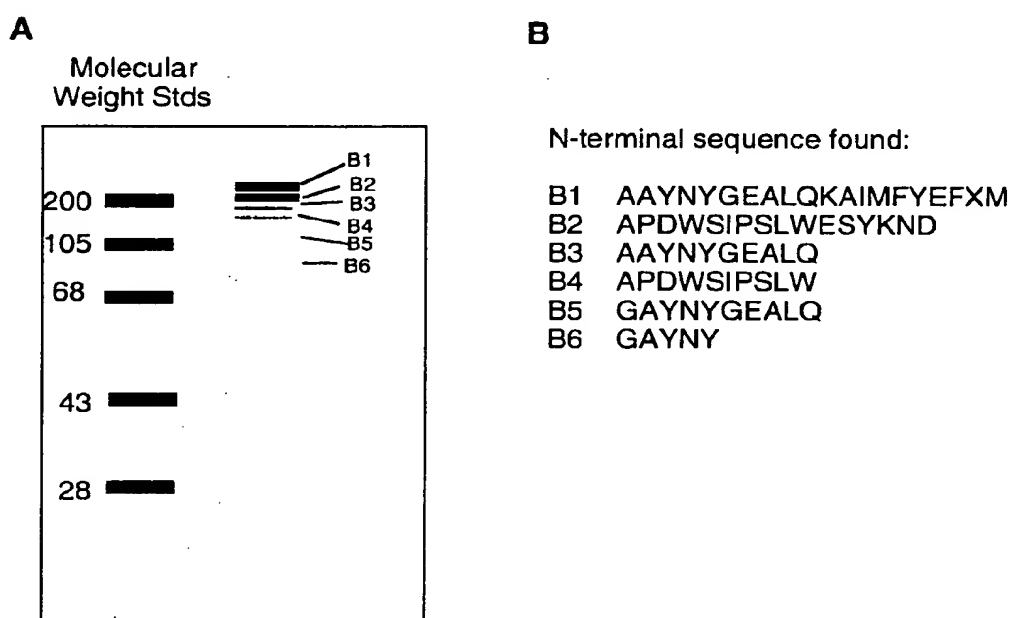 A
Molecular
Weight Stds
200
105
68
43
28
B1
B2
B3
B4
B5
B6
B
N-terminal sequence found:
B1 AAYNYGEALQKAIMFYEFXM
B2 APDWSIPSLWESYKND
B3 AAYNYGEALQ
B4 APDWSIPSLW
B5 GAYNYGEALQ
B6 GAYNY